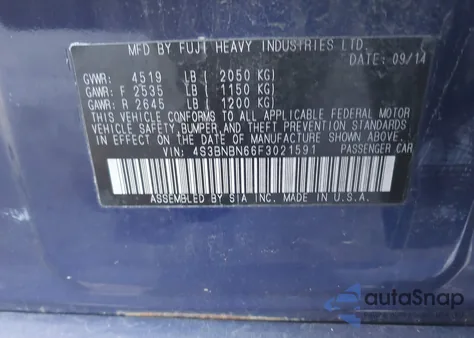 MFD BY FUJI HEAVY INDUSTRIES LTD.
DATE: 09/14
GVWR: 4519 LB ( 2050 KG)
GAWR: F 2535 LB ( 1150 KG)
GAWR: R 2645 LB ( 1200 KG)
THIS VEHICLE CONFORMS TO ALL APPLICABLE FEDERAL MOTOR
VEHICLE SAFETY, BUMPER, AND THEFT PREVENTION STANDARDS
IN EFFECT ON THE DATE OF MANUFACTURE SHOWN ABOVE.
VIN: 4S3BNBN66F3021591 PASSENGER CAR
ASSEMBLED BY SIA INC. MADE IN U.S.A.
autoSnap